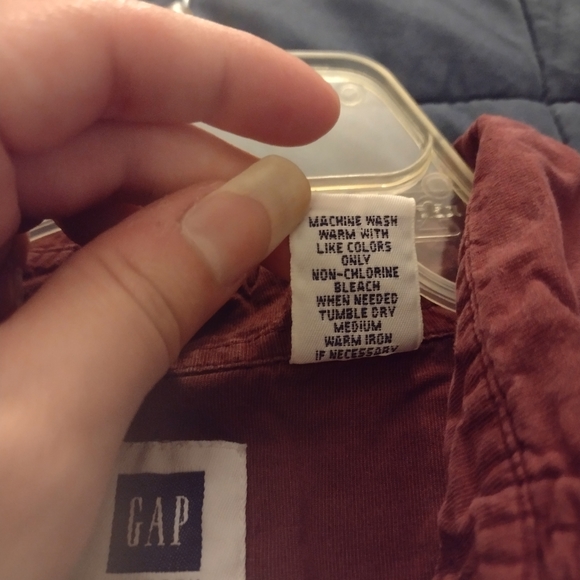 MACHINE WASH
WARM WITH
LIKE COLORS
ONLY
NON-CHLORINE
BLEACH
WHEN NEEDED
TUMBLE DRY
MEDIUM
WARM IRON
IF NECESSARY
GAP